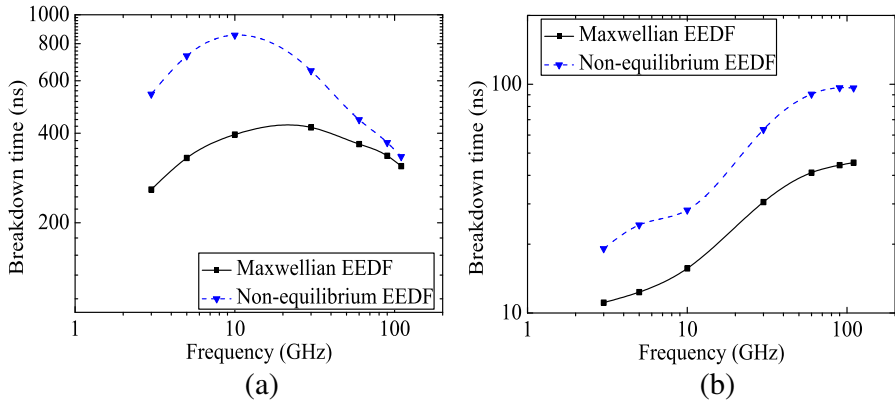 1000
800
600
400
200
Breakdown time (ns)
Maxwellian EEDF
Non-equilibrium EEDF
1
10
100
Frequency (GHz)
(a)
100
10
Breakdown time (ns)
Maxwellian EEDF
Non-equilibrium EEDF
1
10
100
Frequency (GHz)
(b)